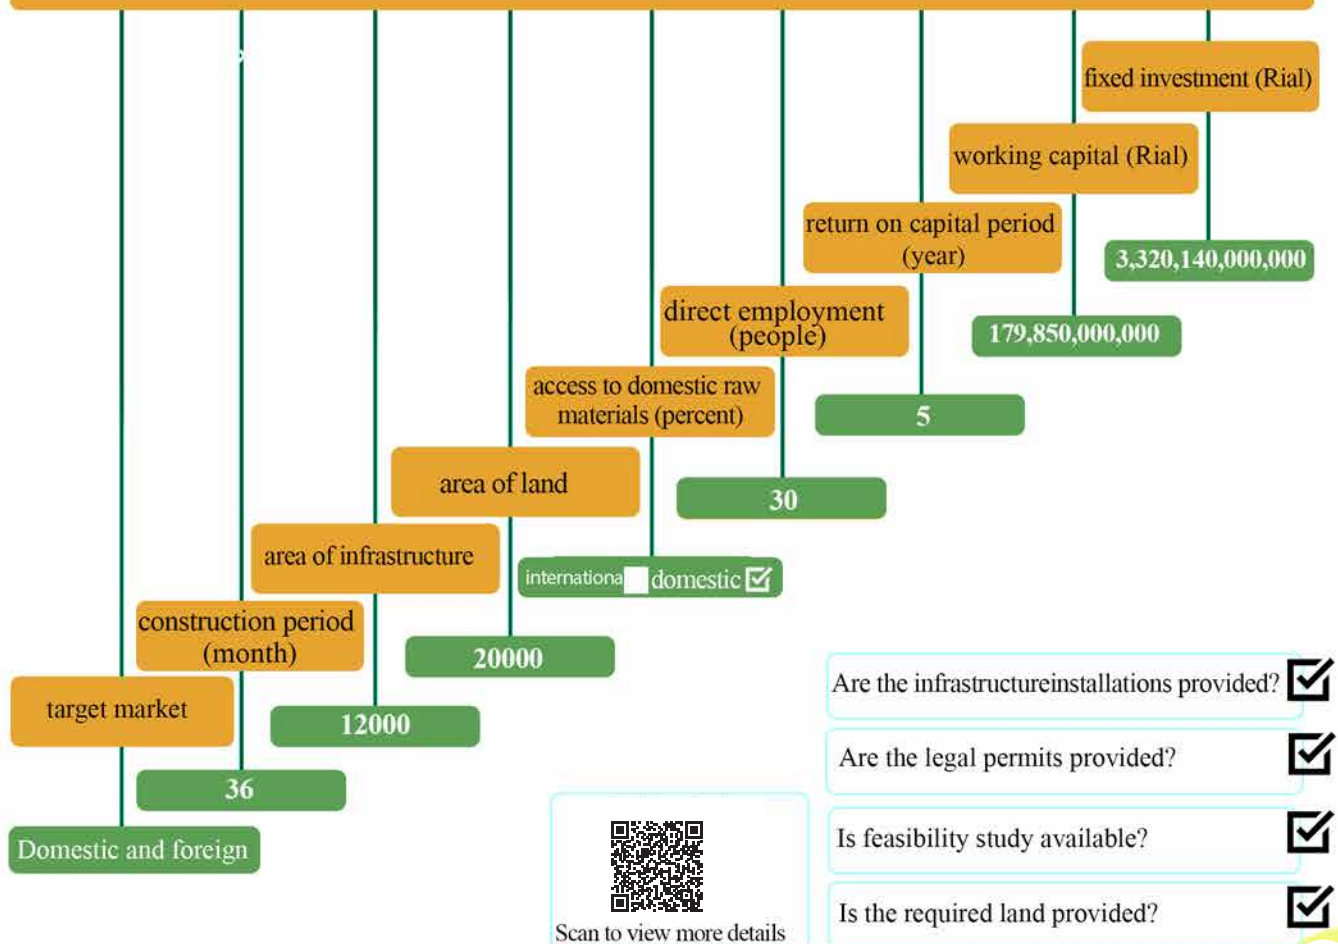 fixed investment (Rial)
3,320,140,000,000
working capital (Rial)
179,850,000,000
return on capital period
(year)
5
direct employment
(people)
30
access to domestic raw
materials (percent)
internationa domestic
area of land
20000
area of infrastructure
12000
construction period
(month)
36
target market
Domestic and foreign
Are the infrastructureinstallations provided?
Are the legal permits provided?
Is feasibility study available?
Is the required land provided?
Scan to view more details